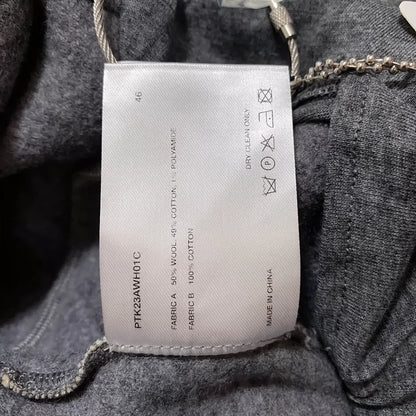 PTK23AWH01C
46
FABRIC A 50% WOOL, 49% COTTON, 1% POLYAMIDE
FABRIC B 100% COTTON
DRY CLEAN ONLY
P
MADE IN CHINA